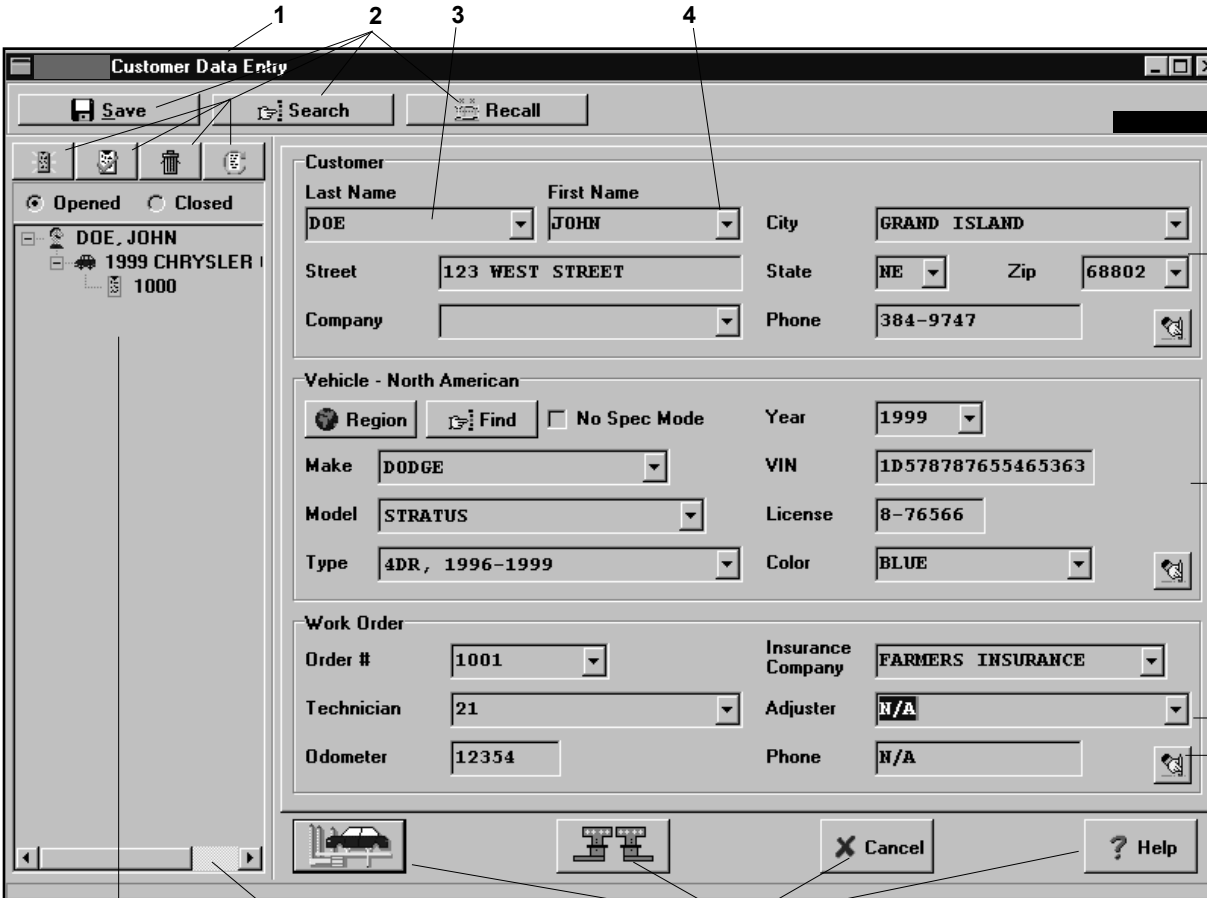 1 2 3 4
Customer Data Entry
Save Search Recall
Opened Closed
DOE, JOHN
1999 CHRYSLER
1000
Customer
Last Name First Name
DOE JOHN City GRAND ISLAND
Street 123 WEST STREET State NE Zip 68802
Company Phone 384-9747
Vehicle - North American
Region Find No Spec Mode Year 1999
Make DODGE VIN 1D578787655465363
Model STRATUS License 8-76566
Type 4DR, 1996-1999 Color BLUE
Work Order
Order # 1001 Insurance Company FARMERS INSURANCE
Technician 21 Adjuster N/A
Odometer 12354 Phone N/A
Cancel ? Help